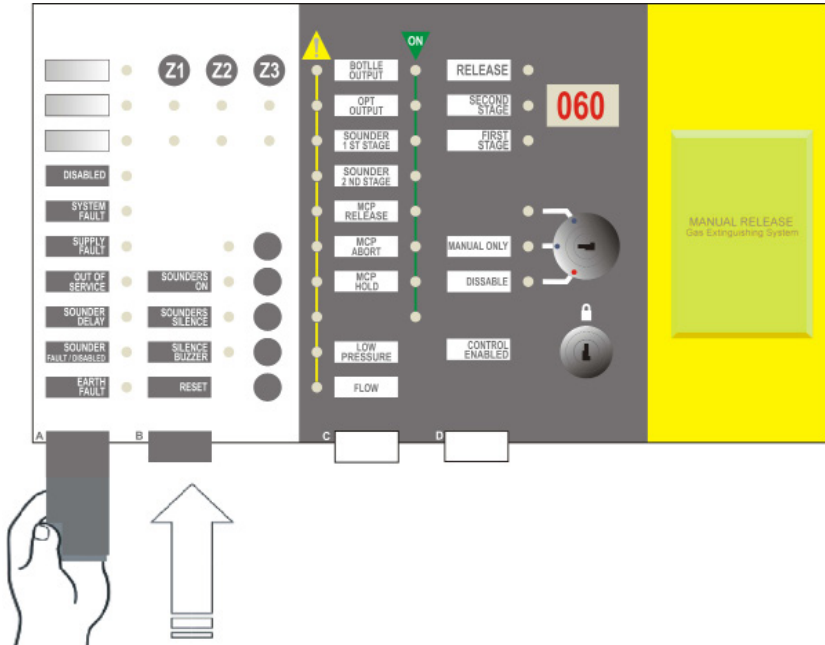 Z1 Z2 Z3
DISABLED
SYSTEM
FAULT
SUPPLY
FAULT
OUT OF
SERVICE
SOUNDER
DELAY
SOUNDER
FAULT / DISABLED
EARTH
FAULT
SOUNDERS
ON
SOUNDERS
SILENCE
SILENCE
BUZZER
RESET
!
BOTLLE
OUTPUT
OPT
OUTPUT
SOUNDER
1 ST STAGE
SOUNDER
2 ND STAGE
MCP
RELEASE
MCP
ABORT
MCP
HOLD
LOW
PRESSURE
FLOW
ON
RELEASE
SECOND
STAGE
FIRST
STAGE
060
MANUAL ONLY
DISSABLE
CONTROL
ENABLED
MANUAL RELEASE
Gas Extinguishing System
A B C D